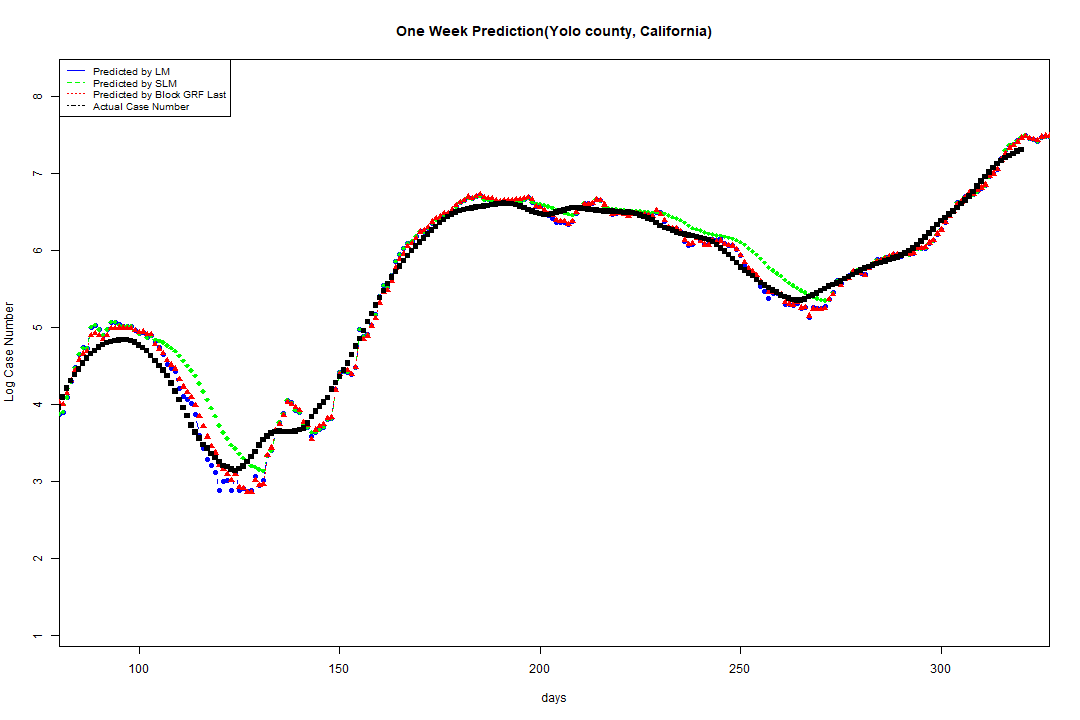 One Week Prediction(Yolo county, California)
Predicted by LM
Predicted by SLM
Predicted by Block GRF Last
Actual Case Number
8
7
6
5
4
3
2
1
Log Case Number
100 150 200 250 300
days